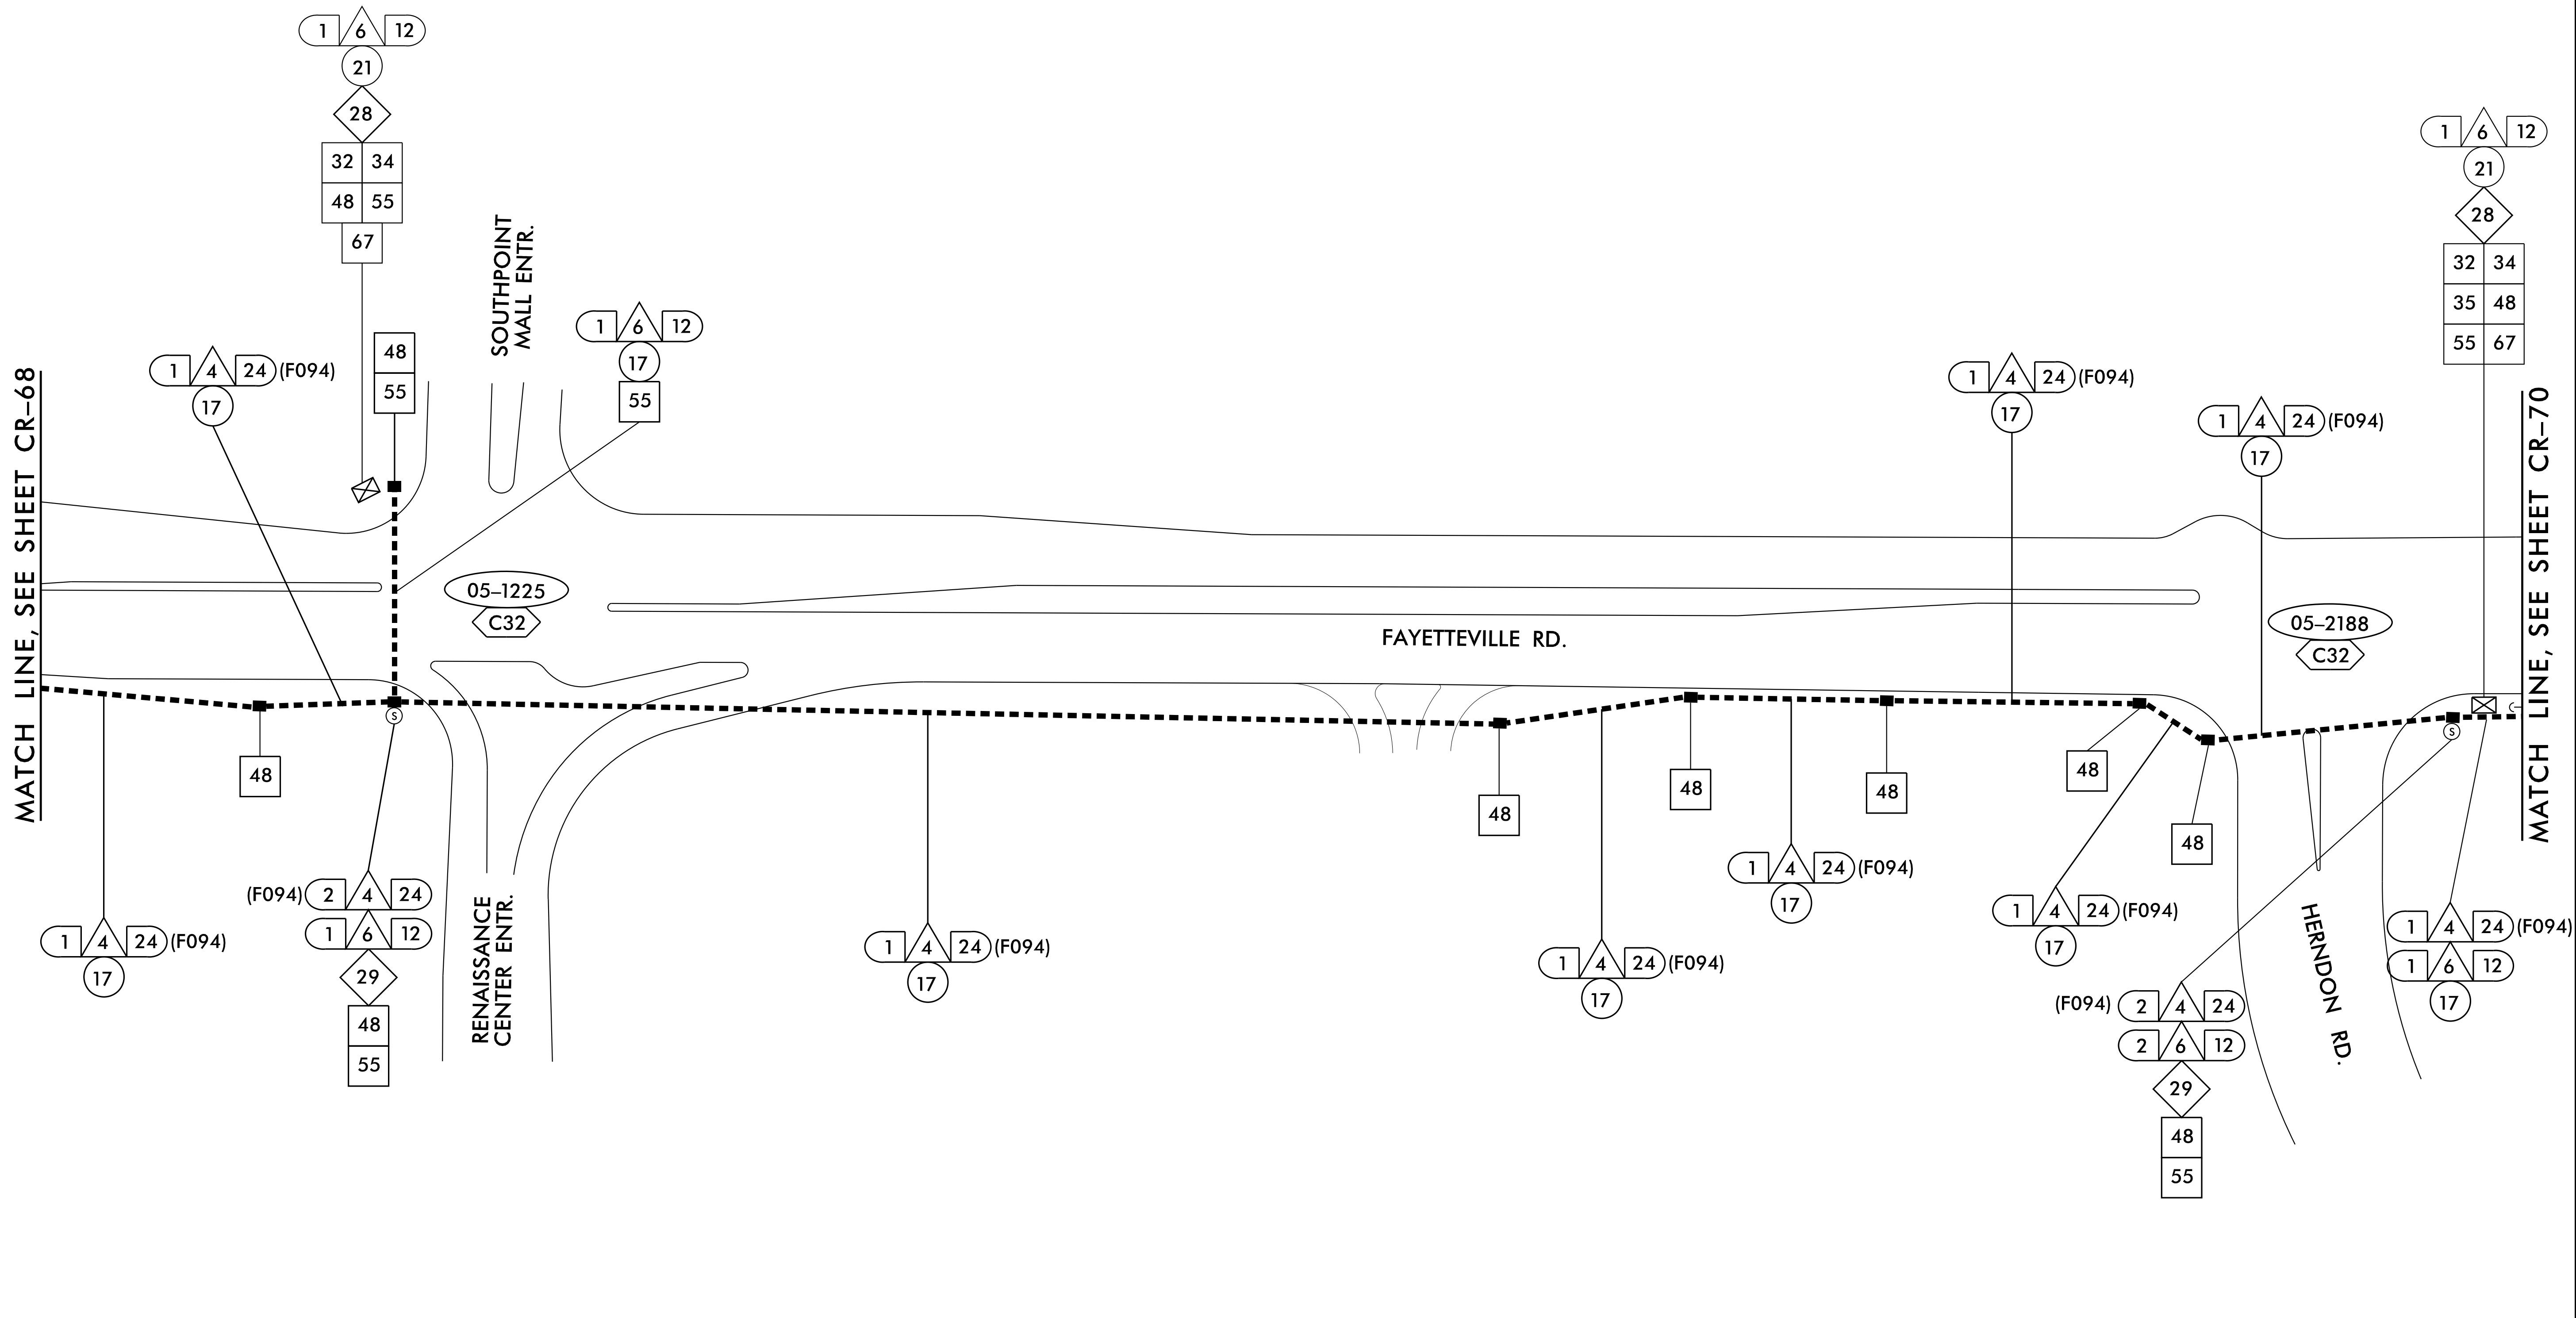 1 6 12
21
28
32 34
48 55
67
1 6 12
21
28
32 34
35 48
55 67
SOUTHPOINT
MALL ENTR.
1 6 12
17
55
48
55
1 4 24 (F094)
17
1 4 24 (F094)
17
1 4 24 (F094)
17
MATCH LINE, SEE SHEET CR–68
MATCH LINE, SEE SHEET CR–70
05–1225
C32
05–2188
C32
FAYETTEVILLE RD.
S
S
48
48
48
48
48
48
1 4 24 (F094)
17
(F094) 2 4 24
1 6 12
29
48
55
RENAISSANCE
CENTER ENTR.
1 4 24 (F094)
17
1 4 24 (F094)
17
1 4 24 (F094)
17
1 4 24 (F094)
17
(F094) 2 4 24
2 6 12
29
48
55
HERNDON RD.
1 4 24 (F094)
1 6 12
17